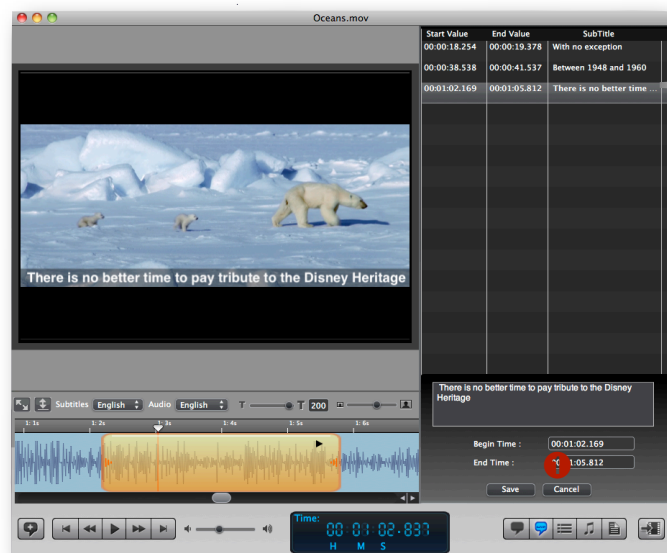 Oceans.mov
Start Value End Value SubTitle
00:00:18.254 00:00:19.378 With no exception
00:00:38.538 00:00:41.537 Between 1948 and 1960
00:01:02.169 00:01:05.812 There is no better time ...
There is no better time to pay tribute to the Disney Heritage
Subtitles English Audio English T T 200
1: 1s 1: 2s 1: 3s 1: 4s 1: 5s 1: 6s
There is no better time to pay tribute to the Disney
Heritage
Begin Time : 00:01:02.169
End Time : 1:05.812
Save Cancel
Time:
00:01:02.837
H M S